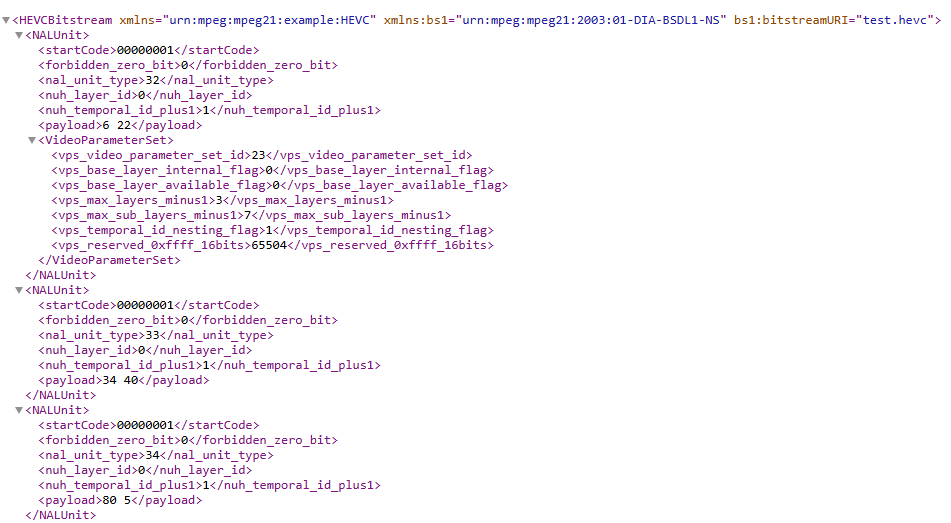 <HEVCBitstream xmlns="urn:mpeg:mpeg21:example:HEVC" xmlns:bs1="urn:mpeg:mpeg21:2003:01-DIA-BSDL1-NS" bs1:bitstreamURI="test.hevc">
<NALUnit>
<startCode>00000001</startCode>
<forbidden_zero_bit>0</forbidden_zero_bit>
<nal_unit_type>32</nal_unit_type>
<nuh_layer_id>0</nuh_layer_id>
<nuh_temporal_id_plus1>1</nuh_temporal_id_plus1>
<payload>6 22</payload>
<VideoParameterSet>
<vps_video_parameter_set_id>23</vps_video_parameter_set_id>
<vps_base_layer_internal_flag>0</vps_base_layer_internal_flag>
<vps_base_layer_available_flag>0</vps_base_layer_available_flag>
<vps_max_layers_minus1>3</vps_max_layers_minus1>
<vps_max_sub_layers_minus1>7</vps_max_sub_layers_minus1>
<vps_temporal_id_nesting_flag>1</vps_temporal_id_nesting_flag>
<vps_reserved_0xffff_16bits>65504</vps_reserved_0xffff_16bits>
</VideoParameterSet>
</NALUnit>
<NALUnit>
<startCode>00000001</startCode>
<forbidden_zero_bit>0</forbidden_zero_bit>
<nal_unit_type>33</nal_unit_type>
<nuh_layer_id>0</nuh_layer_id>
<nuh_temporal_id_plus1>1</nuh_temporal_id_plus1>
<payload>34 40</payload>
</NALUnit>
<NALUnit>
<startCode>00000001</startCode>
<forbidden_zero_bit>0</forbidden_zero_bit>
<nal_unit_type>34</nal_unit_type>
<nuh_layer_id>0</nuh_layer_id>
<nuh_temporal_id_plus1>1</nuh_temporal_id_plus1>
<payload>80 5</payload>
</NALUnit>